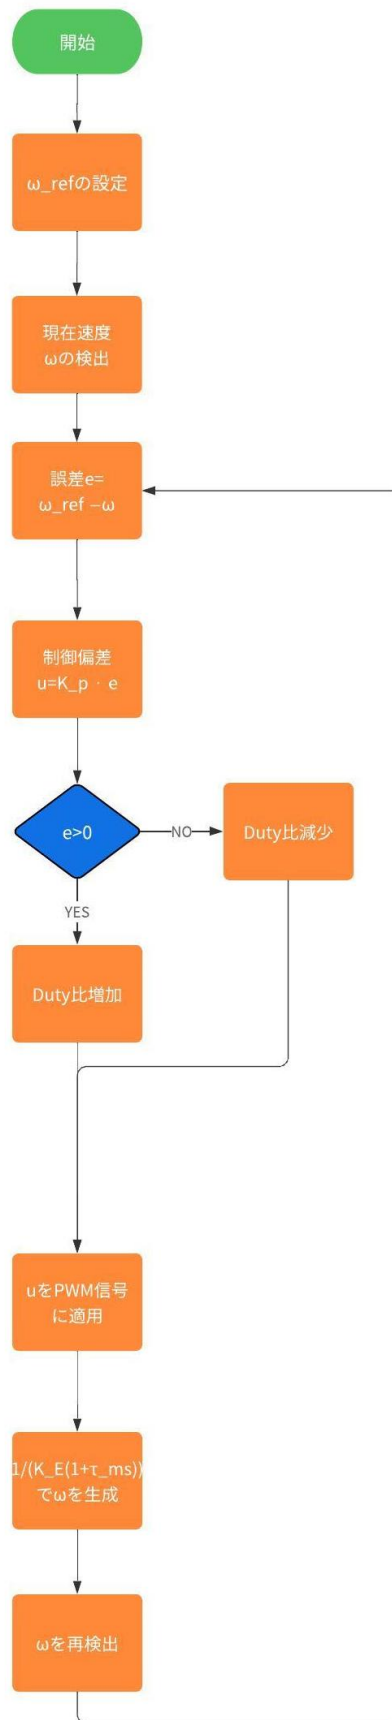 開始
ω_refの設定
現在速度
ωの検出
誤差e=
ω_ref −ω
制御偏差
u=K_p · e
e>0
NO
Duty比減少
YES
Duty比増加
uをPWM信号
に適用
1/(K_E(1+τ_ms))
でωを生成
ωを再検出